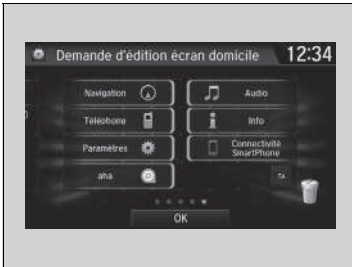 Demande d'édition écran domicile 12:34
Navigation
Audio
Téléphone
Info
Paramètres
Connectivité
SmartPhone
aha
OK